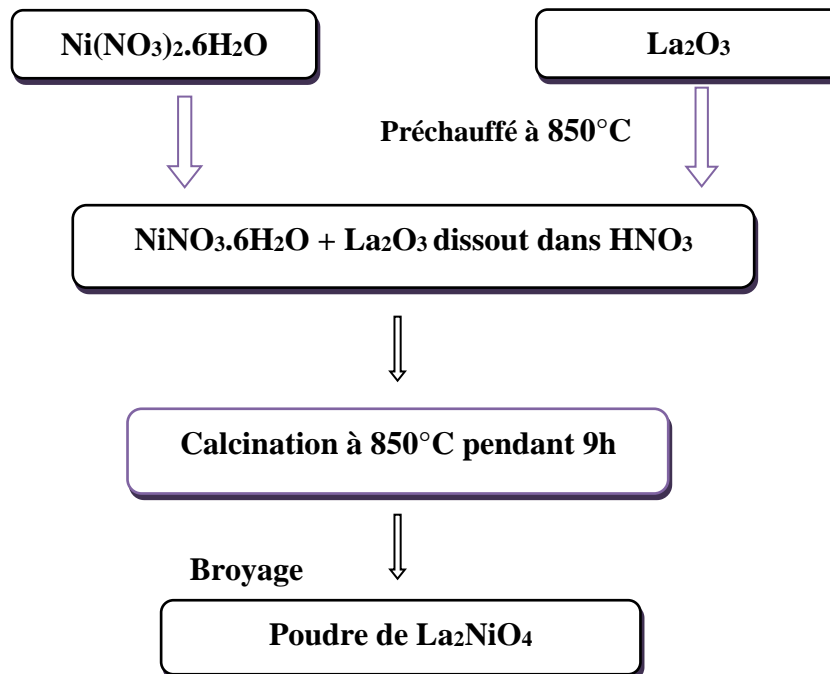 Ni(NO₃)₂.6H₂O
La₂O₃
Préchauffé à 850°C
NiNO₃.6H₂O + La₂O₃ dissout dans HNO₃
Calcination à 850°C pendant 9h
Broyage
Poudre de La₂NiO₄